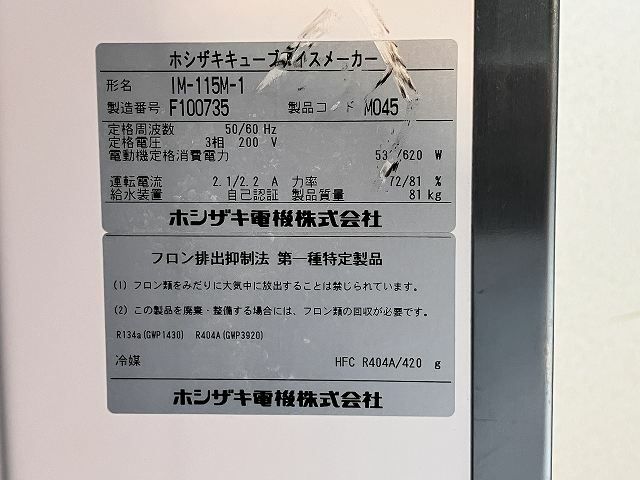 ホシザキキューブアイスメーカー
形名 IM-115M-1
製造番号 F100735 製品コード M045
定格周波数 50/60 Hz
定格電圧 3相 200 V
電動機定格消費電力 /620 W
運転電流 2.1/2.2 A 力率 72/81 %
給水装置 自己認証 製品質量 81 kg
ホシザキ電機株式会社
フロン排出抑制法 第一種特定製品
(1) フロン類をみだりに大気中に放出することは禁じられています。
(2) この製品を廃棄・整備する場合には、フロン類の回収が必要です。
R134a(GWP1430) R404A(GWP3920)
冷媒 HFC R404A/420 g
ホシザキ電機株式会社